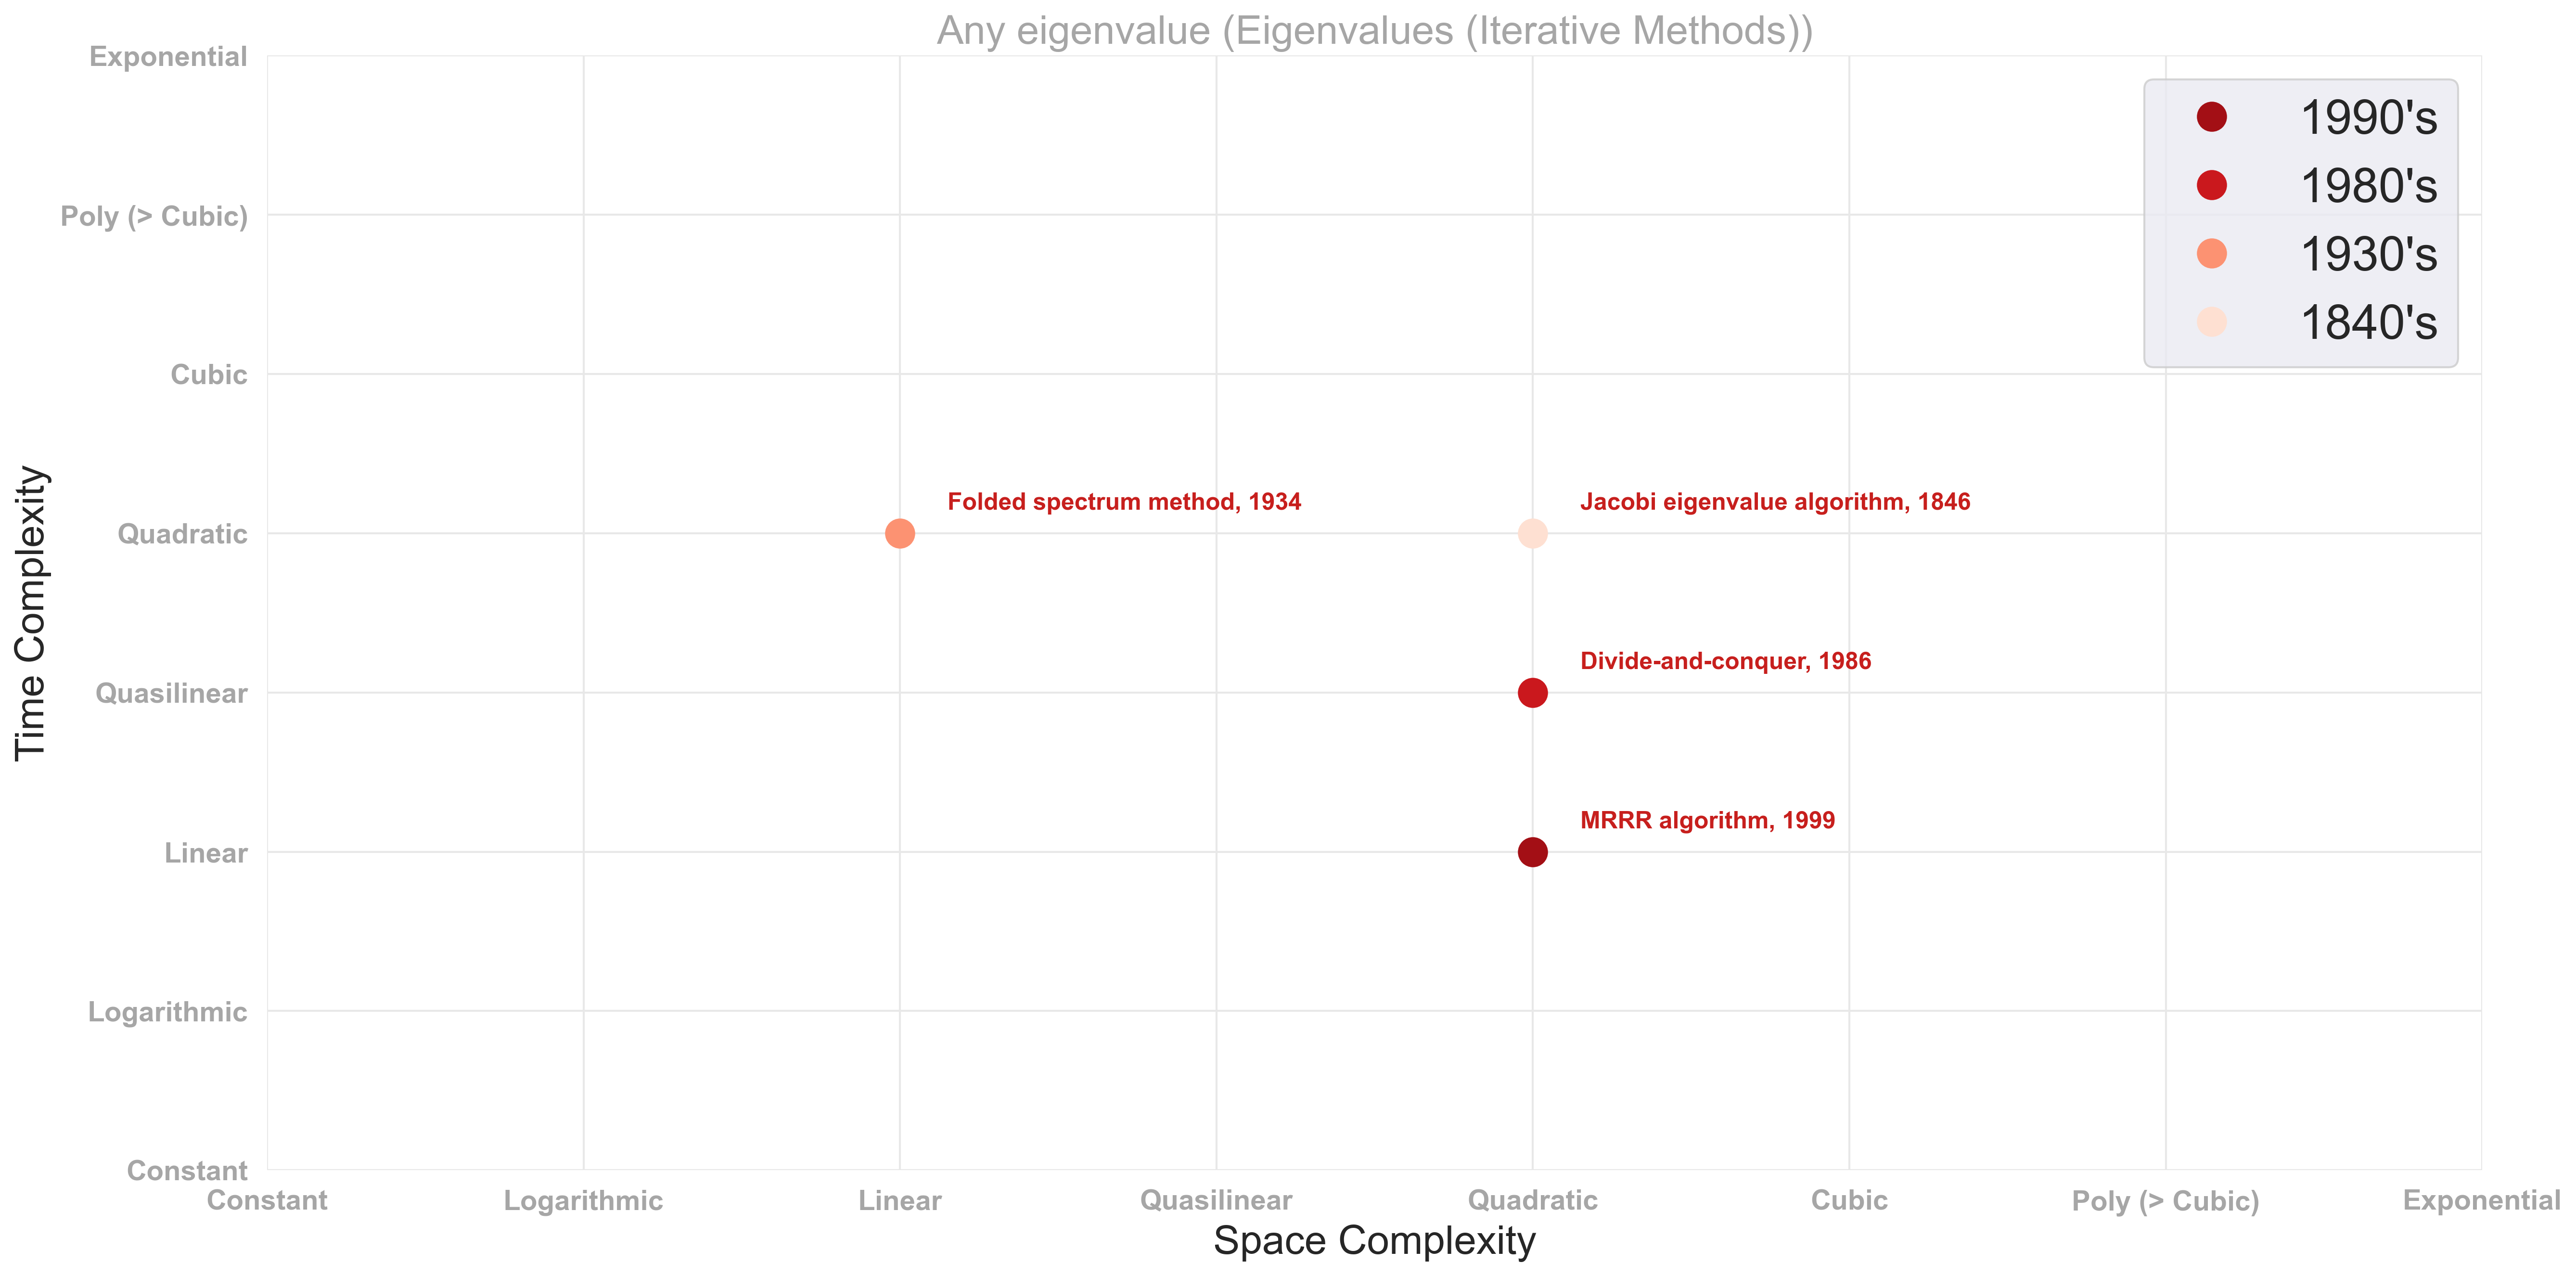 Any eigenvalue (Eigenvalues (Iterative Methods))
Exponential
Poly (> Cubic)
Cubic
Quadratic
Quasilinear
Linear
Logarithmic
Constant
Time Complexity
1990's
1980's
1930's
1840's
Folded spectrum method, 1934
Jacobi eigenvalue algorithm, 1846
Divide-and-conquer, 1986
MRRR algorithm, 1999
Constant
Logarithmic
Linear
Quasilinear
Quadratic
Cubic
Poly (> Cubic)
Exponential
Space Complexity